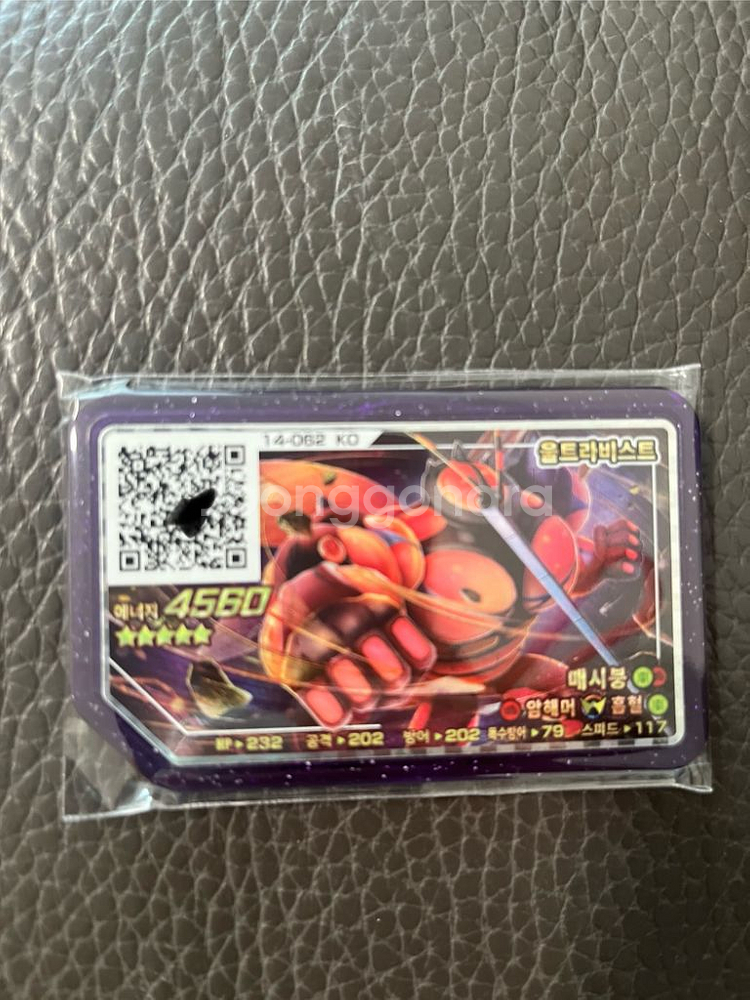 14-062 KO
울트라비스트
Jonggonara
에너지 4560
★★★★★
매시붕
암해머 흡혈
HP▶232 공격▶202 방어▶202 특수방어▶79 스피드▶117